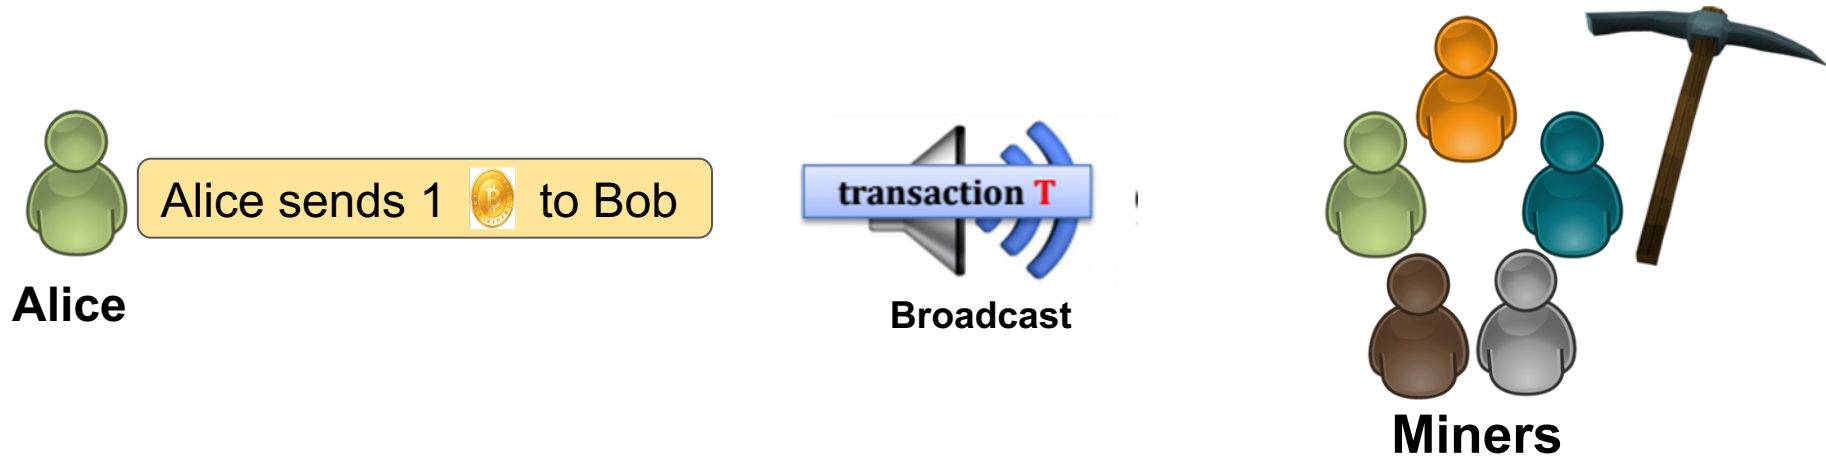 Alice sends 1 to Bob
Alice
transaction T
Broadcast
Miners